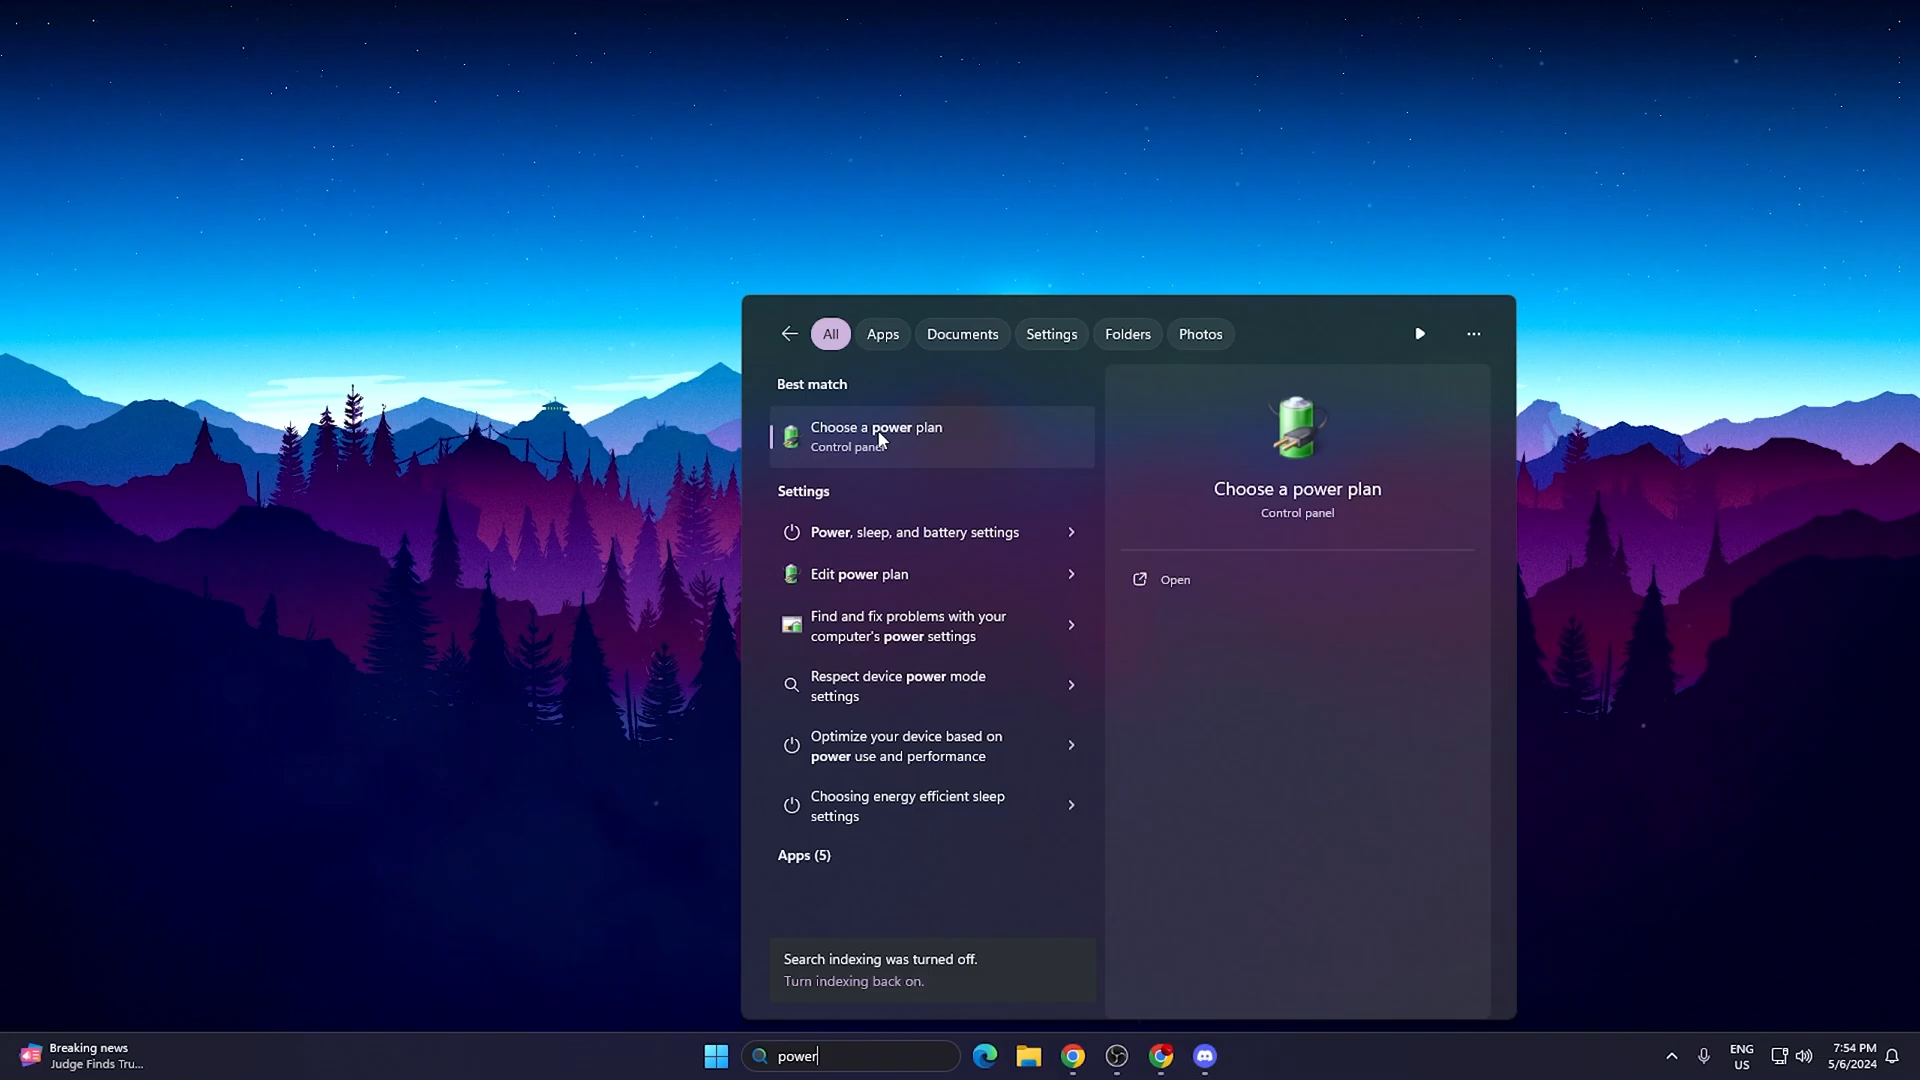 All
Apps
Documents
Settings
Folders
Photos
Best match
Choose a power plan
Control panel
Settings
Power, sleep, and battery settings
Edit power plan
Find and fix problems with your
computer's power settings
Respect device power mode
settings
Optimize your device based on
power use and performance
Choosing energy efficient sleep
settings
Apps (5)
Search indexing was turned off.
Turn indexing back on.
Choose a power plan
Control panel
Open
Breaking news
Judge Finds Tru...
power
ENG
US
7:54 PM
5/6/2024